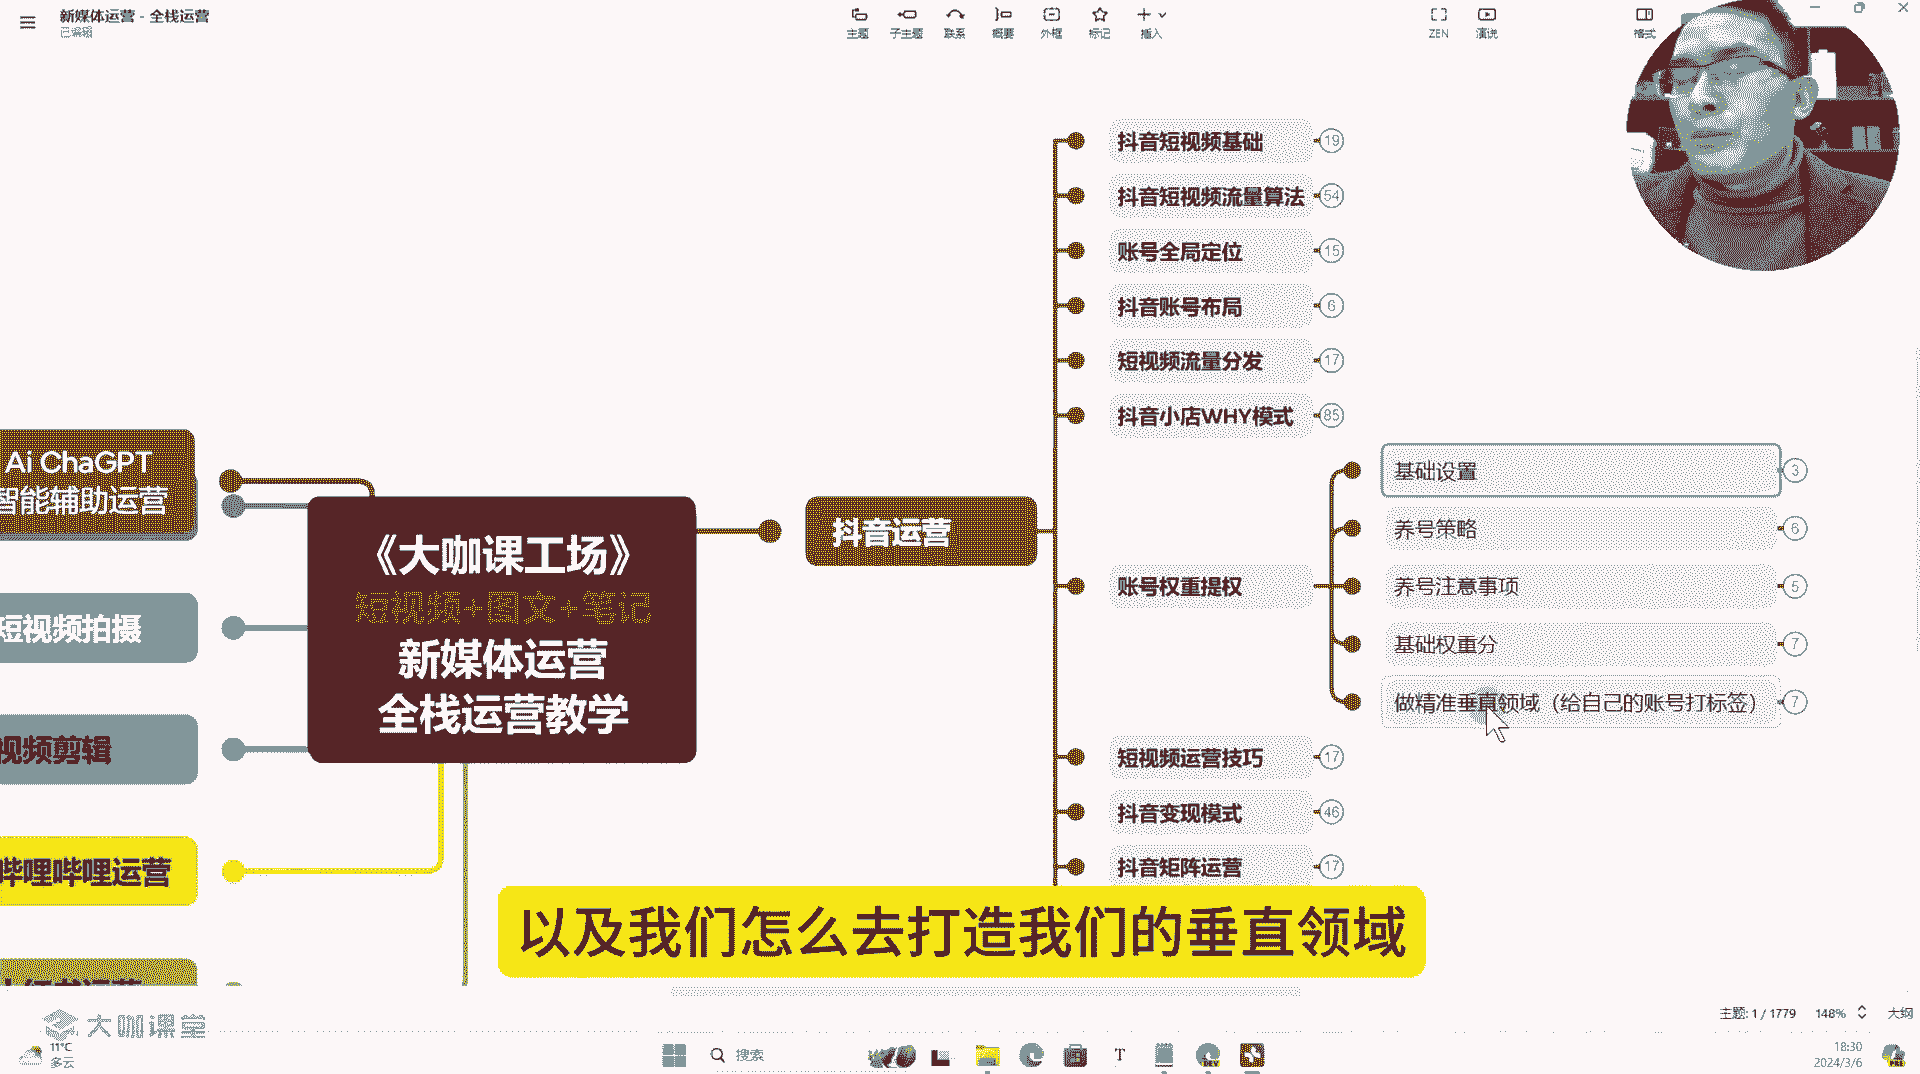 新媒体运营 - 全栈运营
已编辑
主题
子主题
联系
概要
外框
标记
插入
ZEN
演说
格式
抖音短视频基础
19
抖音短视频流量算法
54
账号全局定位
15
抖音账号布局
6
短视频流量分发
17
抖音小店WHY模式
85
Ai ChaGPT
智能辅助运营
短视频拍摄
视频剪辑
哔哩哔哩运营
《大咖课工场》
短视频+图文+笔记
新媒体运营
全栈运营教学
抖音运营
账号权重提权
基础设置
3
养号策略
6
养号注意事项
5
基础权重分
7
做精准垂直领域（给自己的账号打标签）
7
短视频运营技巧
17
抖音变现模式
46
抖音矩阵运营
17
以及我们怎么去打造我们的垂直领域
大咖课堂
主题: 1 / 1779
148%
大纲
11°C
多云
搜索
T
DEV
18:30
2024/3/6
PRE